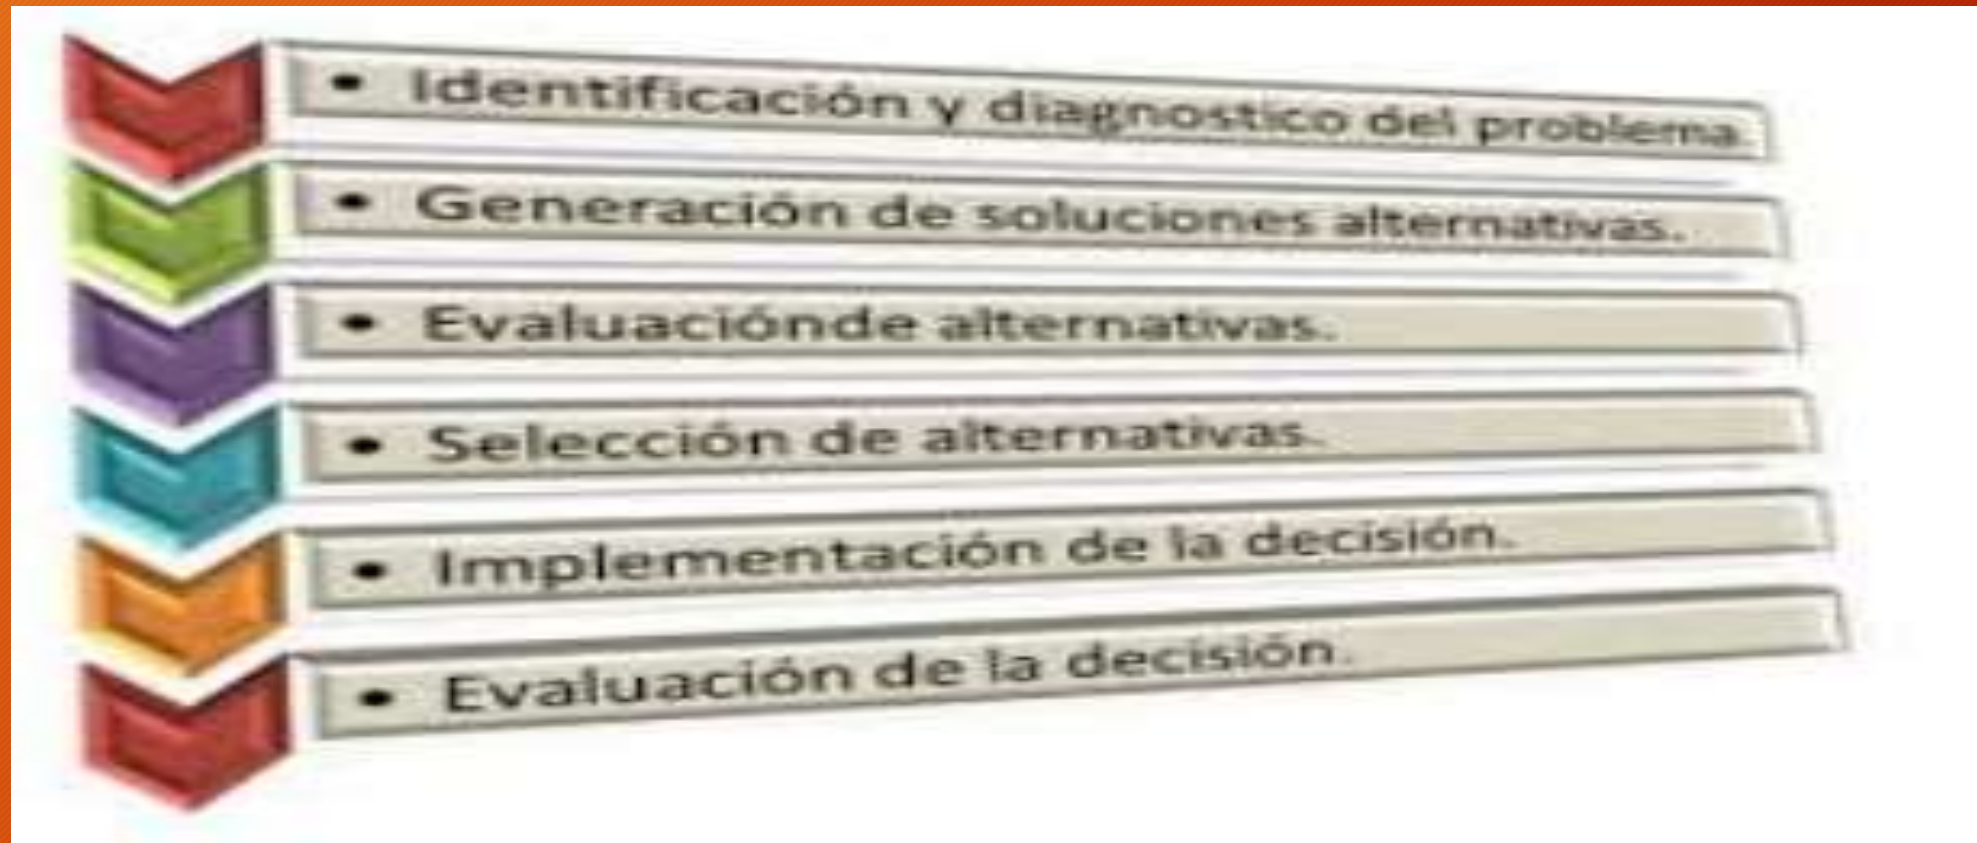 • Identificación y diagnostico del problema.
• Generación de soluciones alternativas.
• Evaluaciónde alternativas.
• Selección de alternativas.
• Implementación de la decisión.
• Evaluación de la decisión.